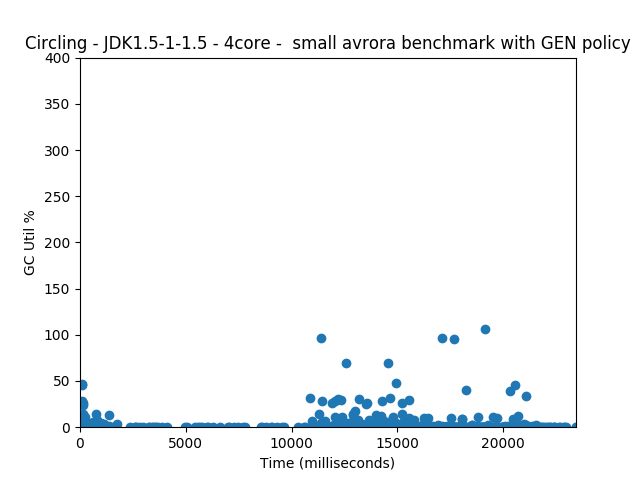 Circling - JDK1.5-1-1.5 - 4core -  small avrora benchmark with GEN policy
400
350
300
250
200
150
100
50
0
GC Util %
0 5000 10000 15000 20000
Time (milliseconds)